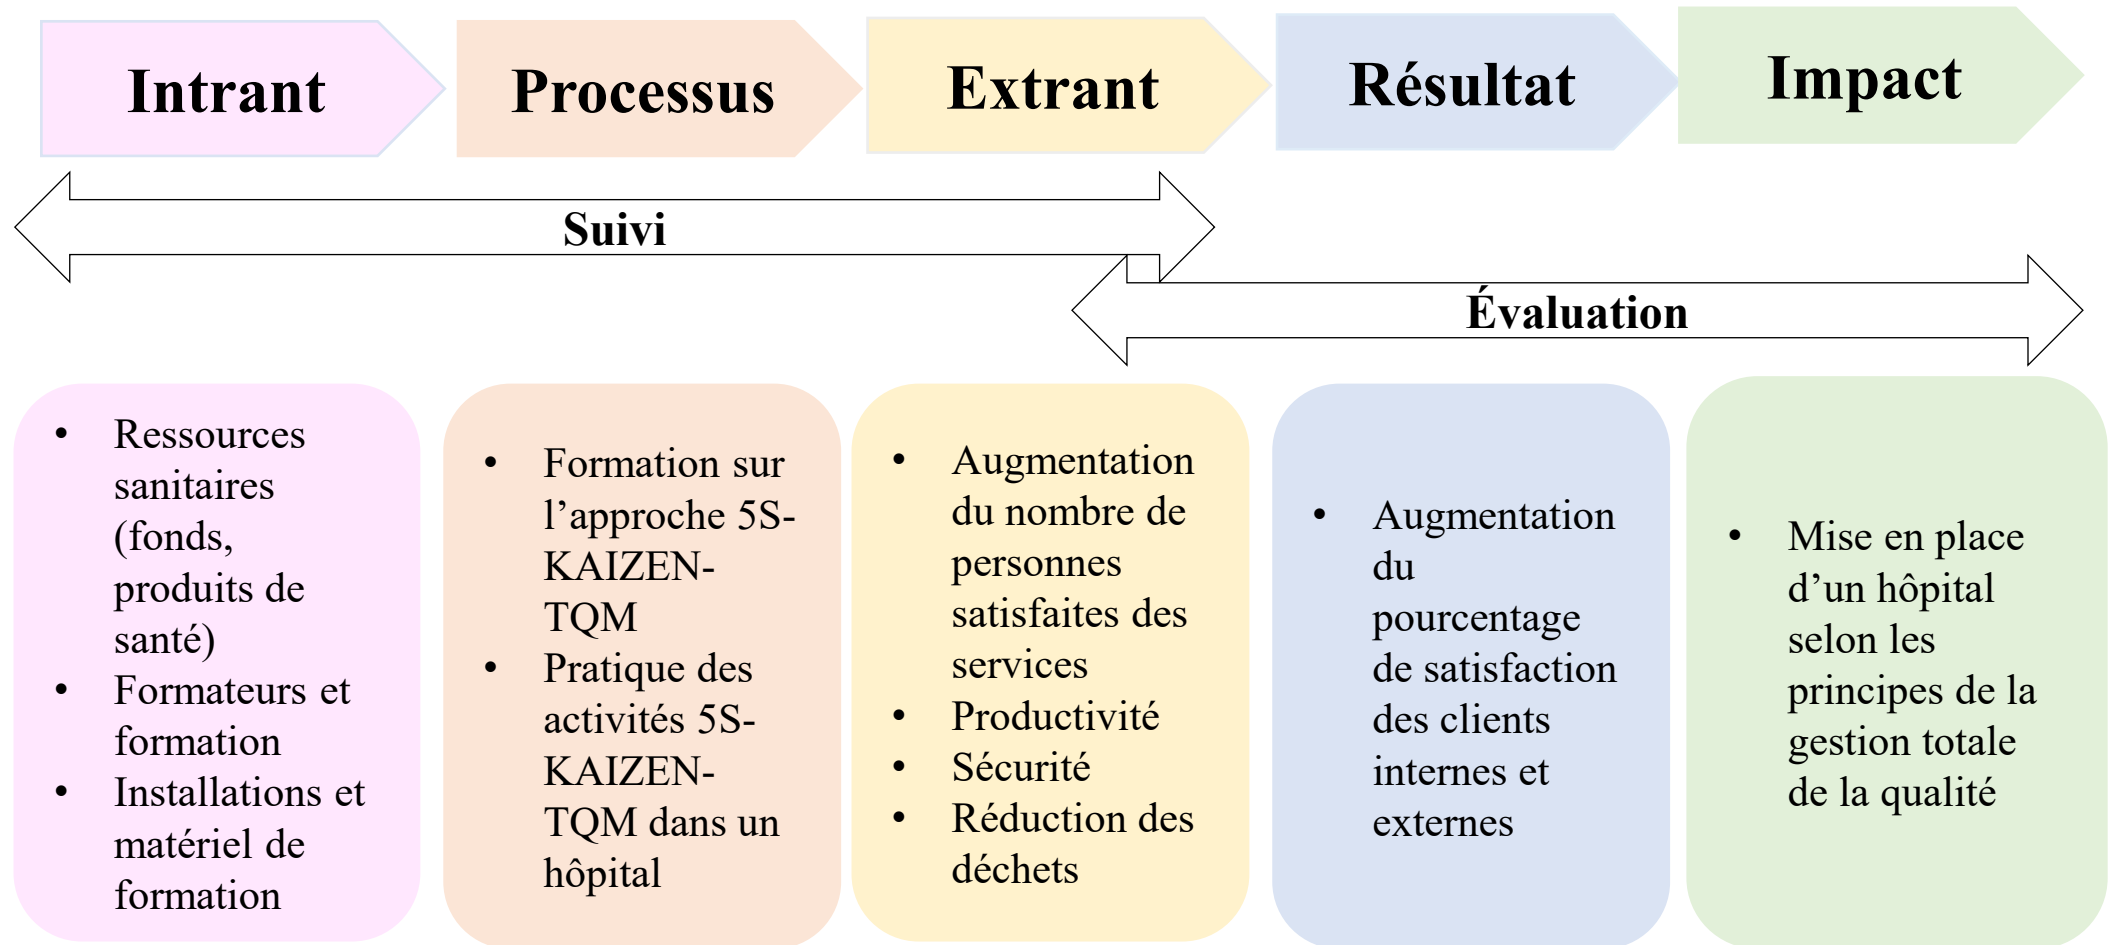 Intrant
Processus
Extrant
Résultat
Impact
Suivi
Évaluation
• Ressources
sanitaires
(fonds,
produits de
santé)
• Formateurs et
formation
• Installations et
matériel de
formation
• Formation sur
l’approche 5S-
KAIZEN-
TQM
• Pratique des
activités 5S-
KAIZEN-
TQM dans un
hôpital
• Augmentation
du nombre de
personnes
satisfaites des
services
• Productivité
• Sécurité
• Réduction des
déchets
• Augmentation
du
pourcentage
de satisfaction
des clients
internes et
externes
• Mise en place
d’un hôpital
selon les
principes de la
gestion totale
de la qualité